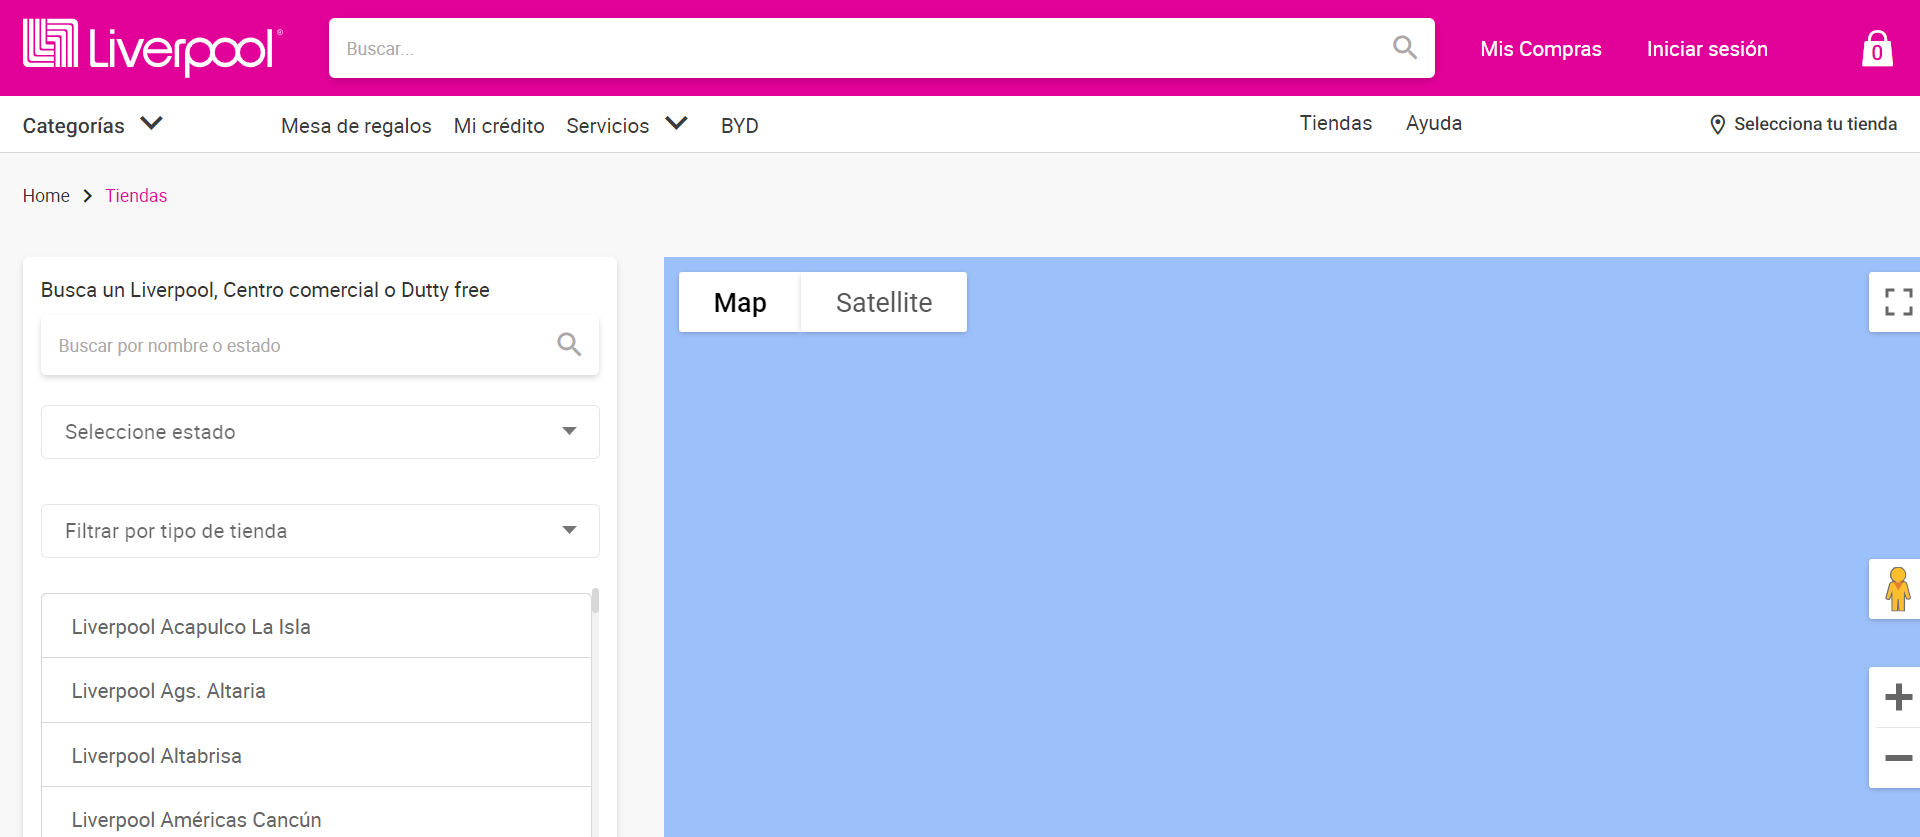 Liverpool®
Buscar...
Mis Compras
Iniciar sesión
0
Categorías
Mesa de regalos
Mi crédito
Servicios
BYD
Tiendas
Ayuda
Selecciona tu tienda
Home > Tiendas
Busca un Liverpool, Centro comercial o Dutty free
Buscar por nombre o estado
Seleccione estado
Filtrar por tipo de tienda
Liverpool Acapulco La Isla
Liverpool Ags. Altaria
Liverpool Altabrisa
Liverpool Américas Cancún
Map
Satellite